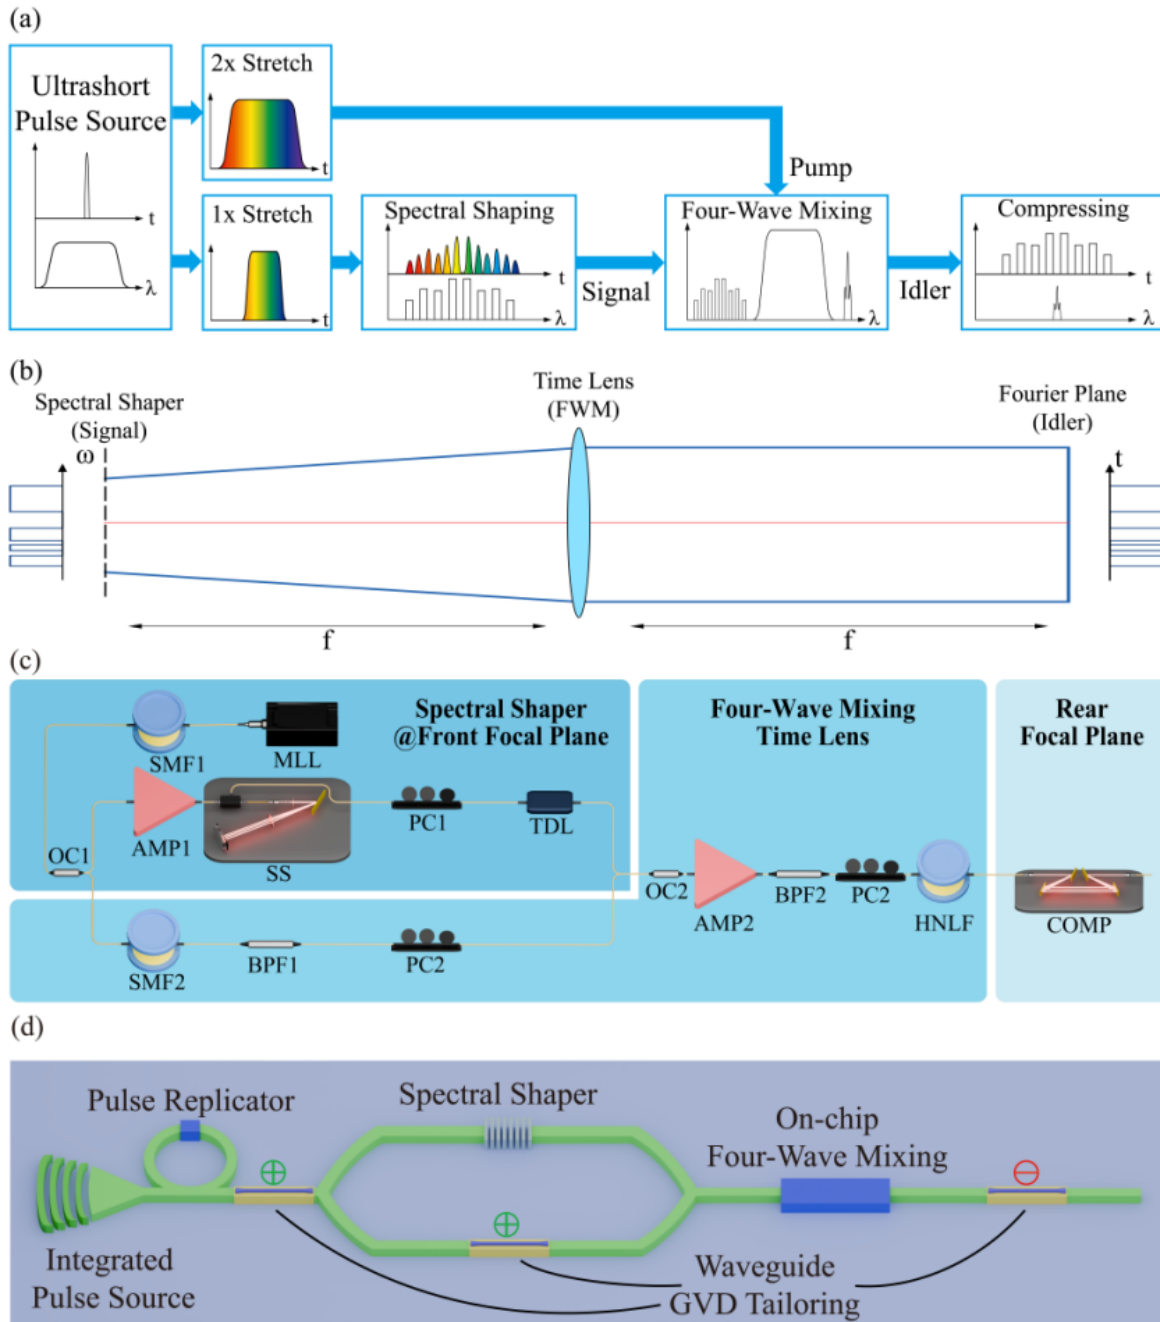 (a)
Ultrashort
Pulse Source
t
λ
2x Stretch
t
1x Stretch
t
Spectral Shaping
t
λ
Signal
Pump
Four-Wave Mixing
λ
Idler
Compressing
t
λ
(b)
Spectral Shaper
(Signal)
ω
Time Lens
(FWM)
Fourier Plane
(Idler)
t
f
f
(c)
Spectral Shaper
@Front Focal Plane
Four-Wave Mixing
Time Lens
Rear
Focal Plane
SMF1
MLL
OC1
AMP1
SS
PC1
TDL
SMF2
BPF1
PC2
OC2
AMP2
BPF2
PC2
HNLF
COMP
(d)
Pulse Replicator
Spectral Shaper
On-chip
Four-Wave Mixing
⊕
⊕
⊖
Integrated
Pulse Source
Waveguide
GVD Tailoring